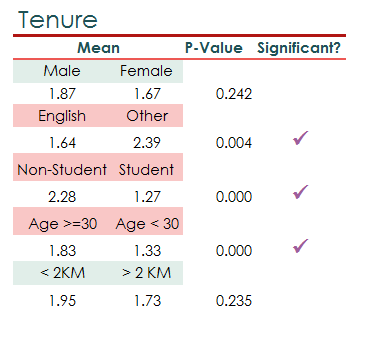 Tenure
Mean P-Value Significant?
Male Female
1.87 1.67 0.242
English Other
1.64 2.39 0.004 ✓
Non-Student Student
2.28 1.27 0.000 ✓
Age >=30 Age < 30
1.83 1.33 0.000 ✓
< 2KM > 2 KM
1.95 1.73 0.235